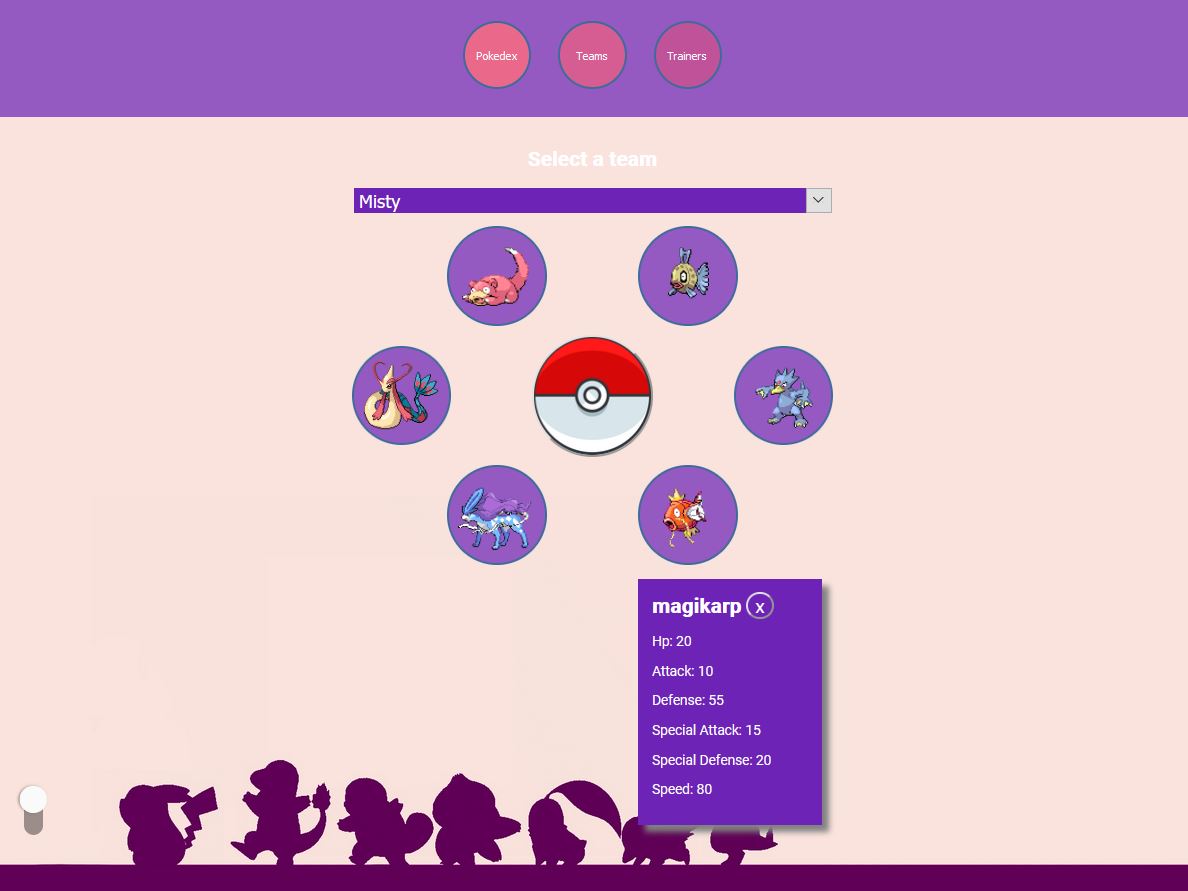 Pokedex
Teams
Trainers
Select a team
Misty
magikarp x
Hp: 20
Attack: 10
Defense: 55
Special Attack: 15
Special Defense: 20
Speed: 80